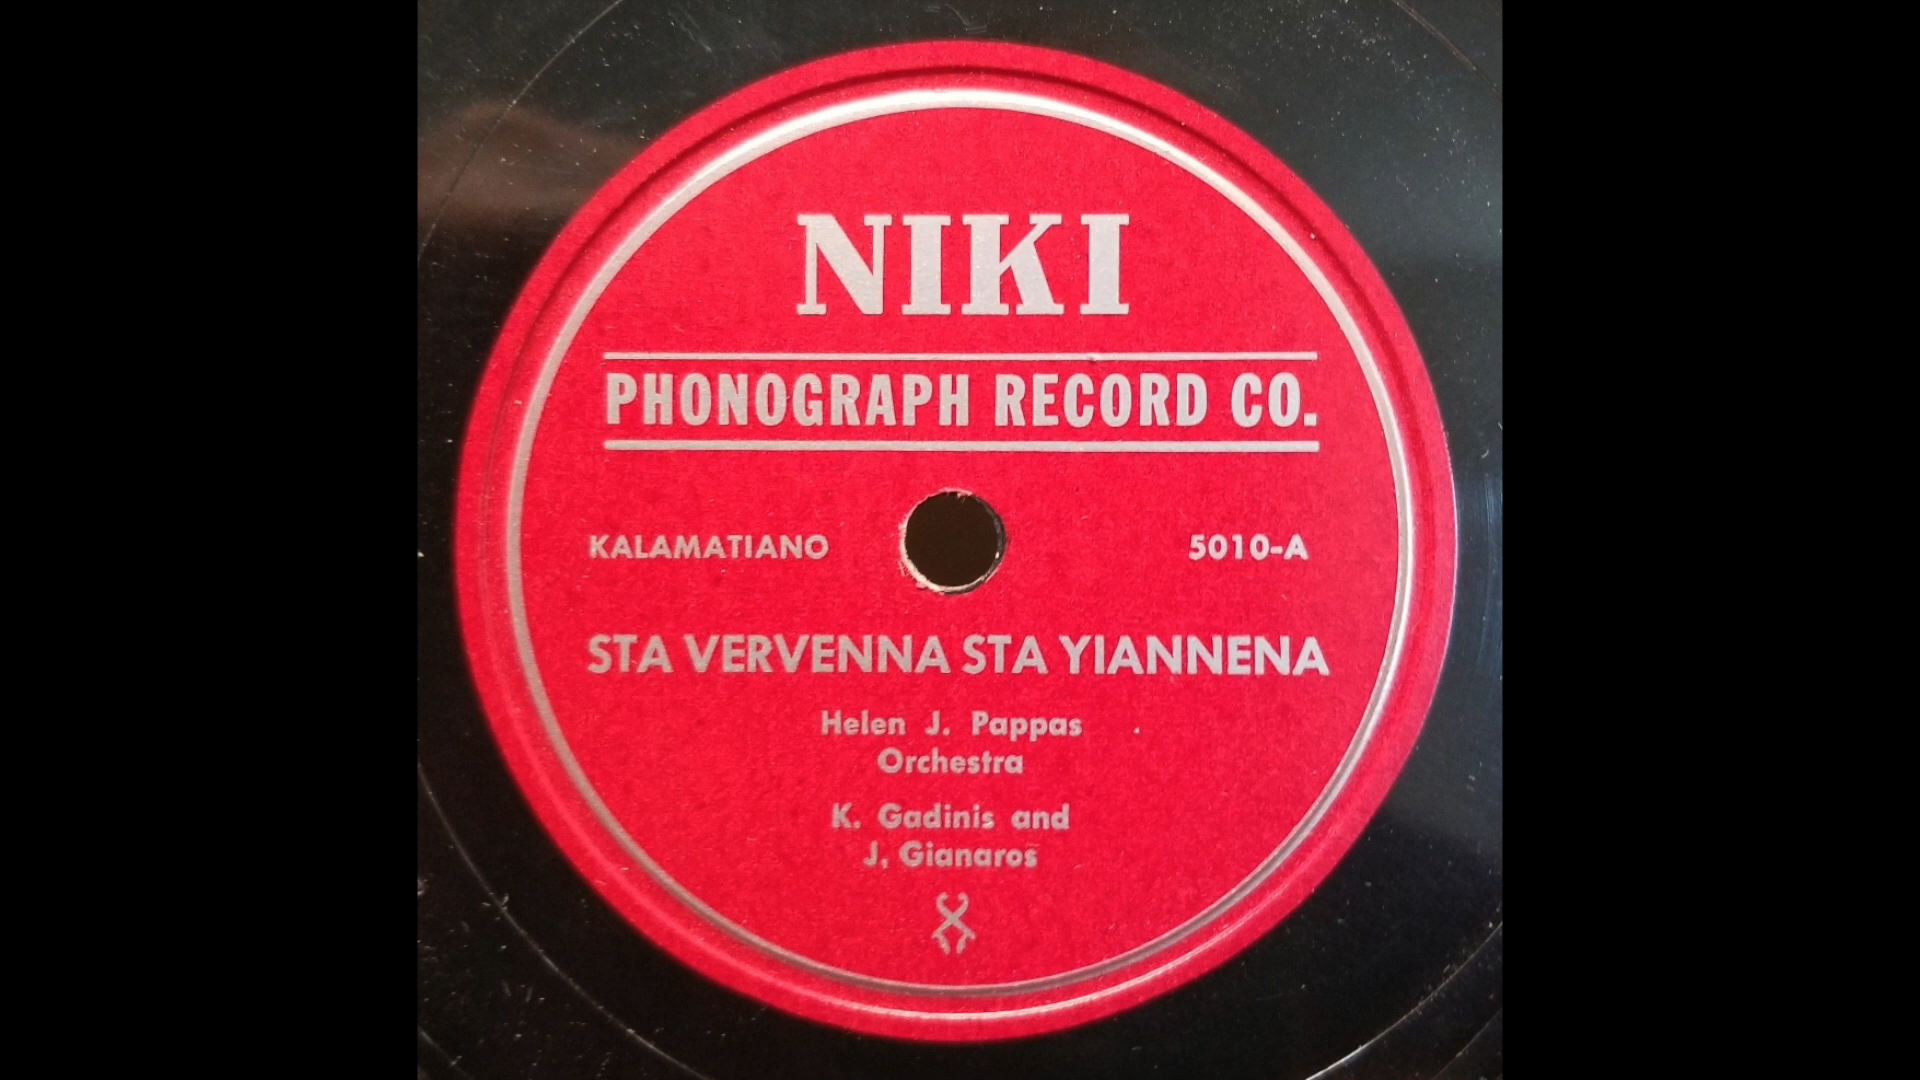 NIKI
PHONOGRAPH RECORD CO.
KALAMATIANO 5010-A
STA VERVENNA STA YIANNENA
Helen J. Pappas
Orchestra
K. Gadinis and
J, Gianaros